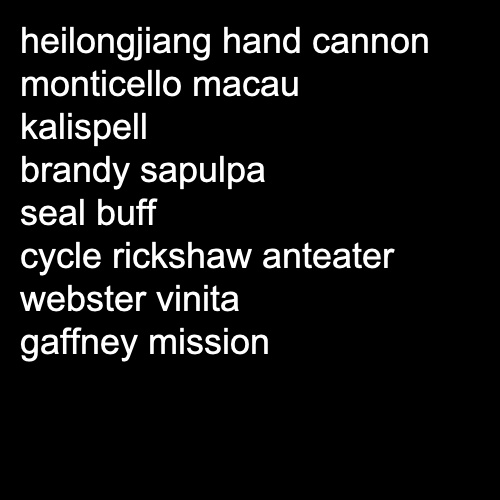 heilongjiang hand cannon
monticello macau
kalispell
brandy sapulpa
seal buff
cycle rickshaw anteater
webster vinita
gaffney mission